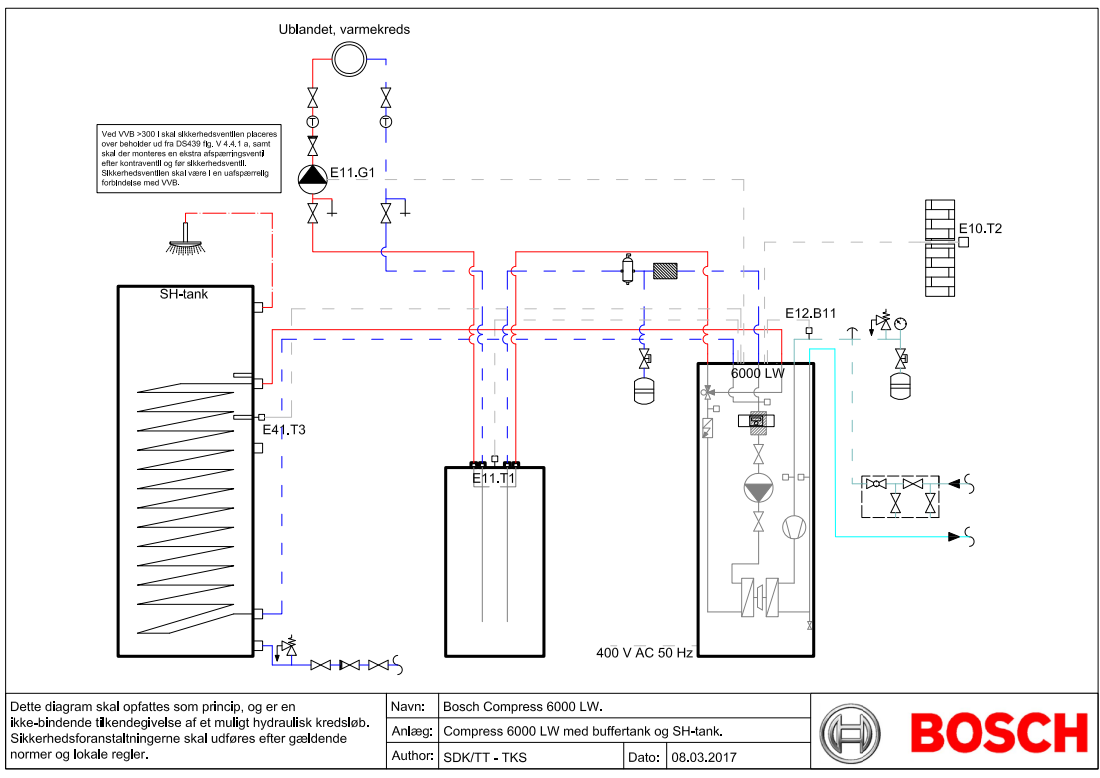 Ublandet, varmekreds
Ved VVB >300 l skal sikkerhedsventilen placeres
over beholder ud fra DS439 fig. V 4.4.1 a, samt
skal der monteres en ekstra afspærringsventil
efter kontraventil og før sikkerhedsventil.
Sikkerhedsventilen skal være i en uafspærrelig
forbindelse med VVB.
E11.G1
T
T
E10.T2
SH-tank
E12.B11
6000 LW
E41.T3
E11.T1
400 V AC 50 Hz
Dette diagram skal opfattes som princip, og er en
ikke-bindende tilkendegivelse af et muligt hydraulisk kredsløb.
Sikkerhedsforanstaltningerne skal udføres efter gældende
normer og lokale regler.
Navn: Bosch Compress 6000 LW.
Anlæg: Compress 6000 LW med buffertank og SH-tank.
Author: SDK/TT - TKS Dato: 08.03.2017
BOSCH